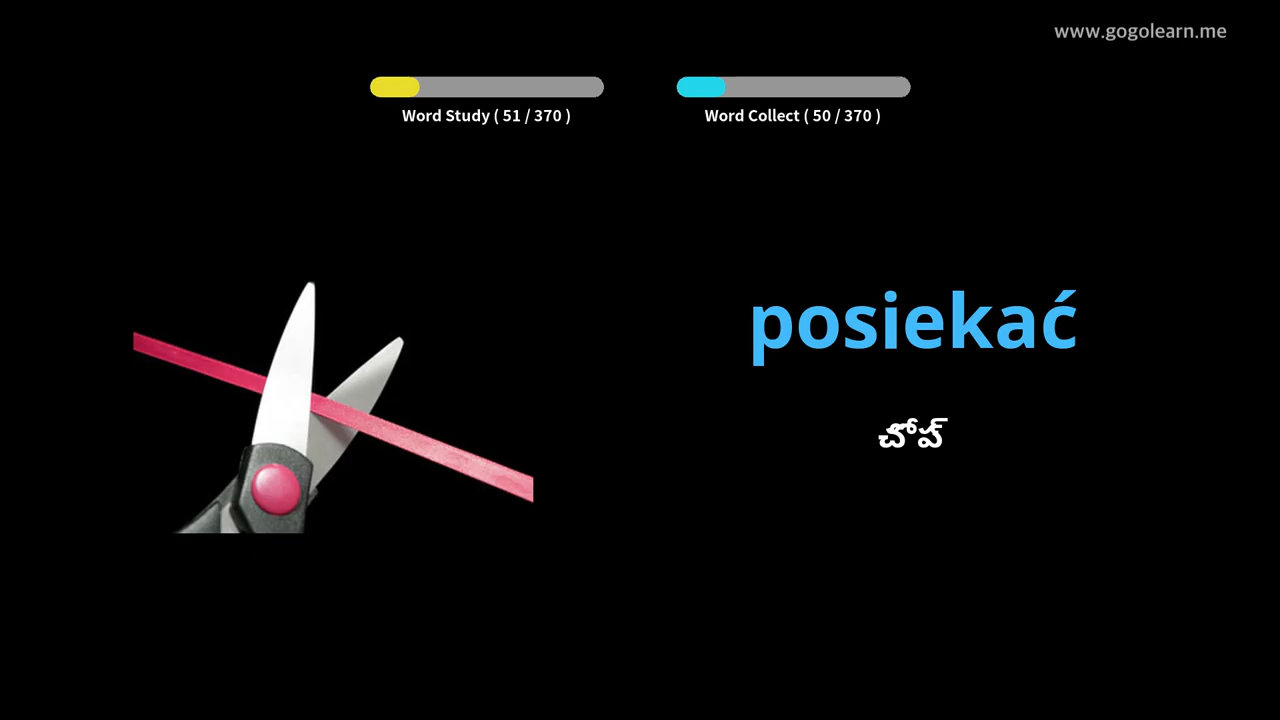 www.gogolearn.me
Word Study ( 51 / 370 )
Word Collect ( 50 / 370 )
posiekać
చోప్